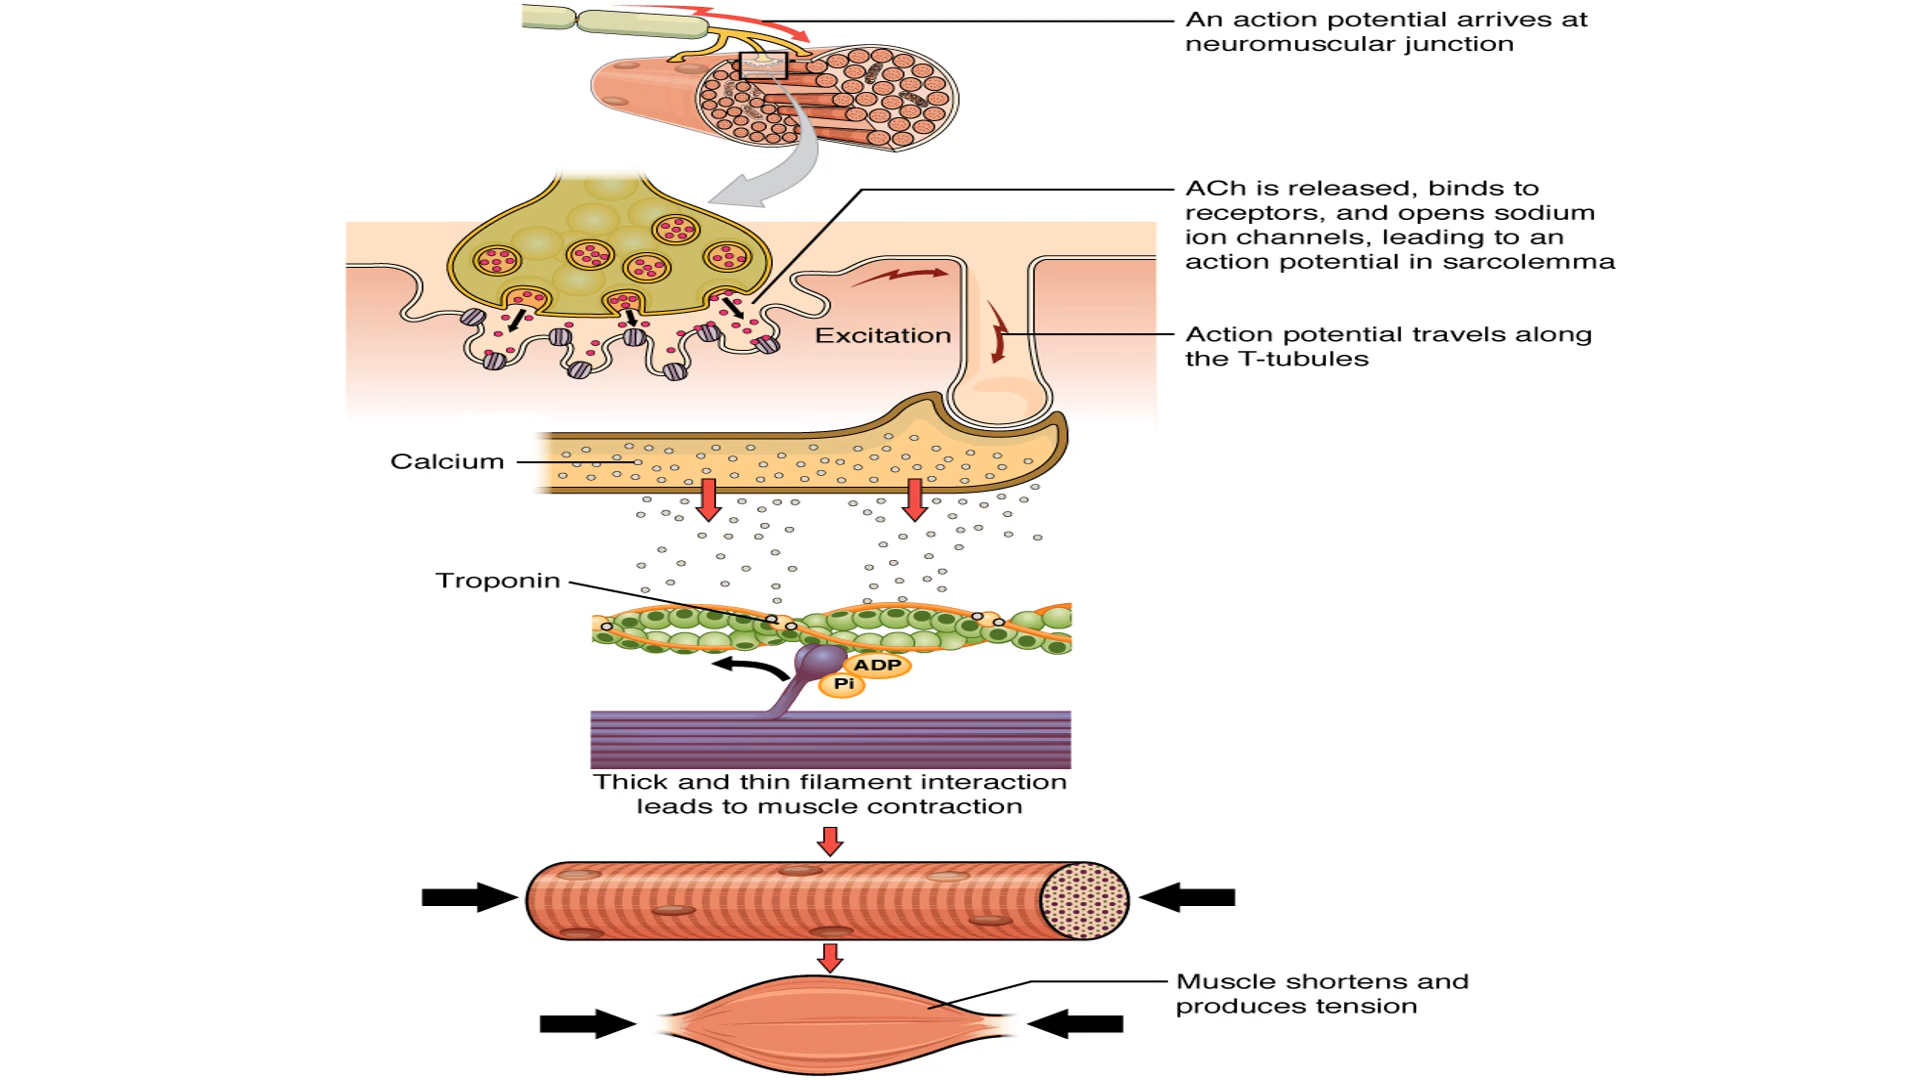 An action potential arrives at
neuromuscular junction
ACh is released, binds to
receptors, and opens sodium
ion channels, leading to an
action potential in sarcolemma
Excitation
Action potential travels along
the T-tubules
Calcium
Troponin
ADP
Pi
Thick and thin filament interaction
leads to muscle contraction
Muscle shortens and
produces tension